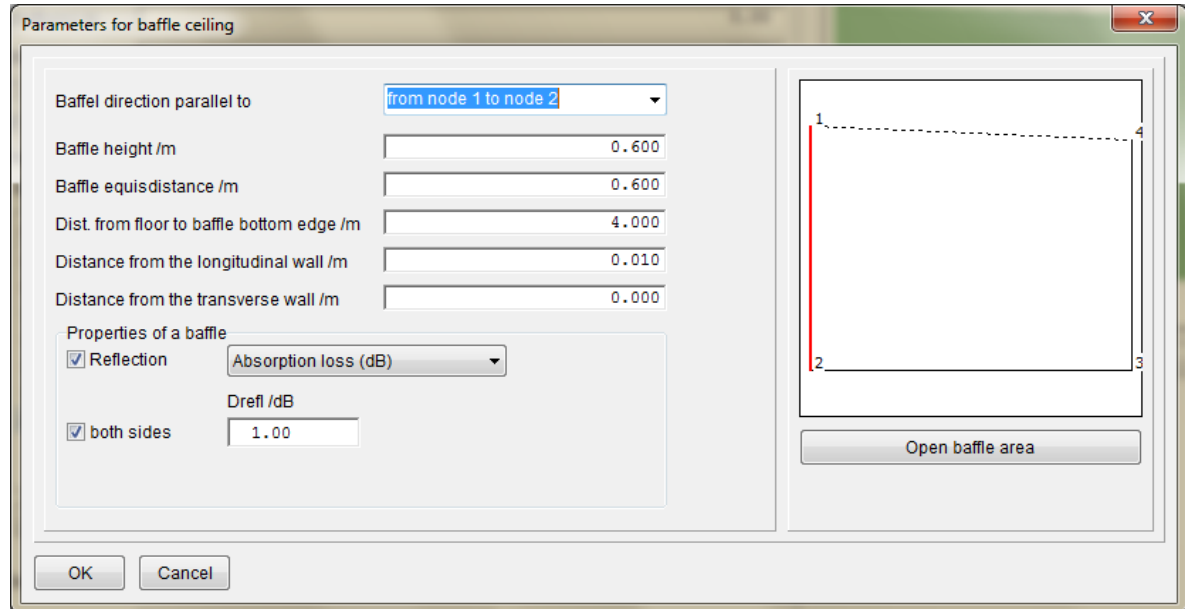 Parameters for baffle ceiling
Baffel direction parallel to
from node 1 to node 2
Baffle height /m
0.600
Baffle equisdistance /m
0.600
Dist. from floor to baffle bottom edge /m
4.000
Distance from the longitudinal wall /m
0.010
Distance from the transverse wall /m
0.000
Properties of a baffle
Reflection
Absorption loss (dB)
Drefl /dB
both sides
1.00
1
4
2
3
Open baffle area
OK
Cancel